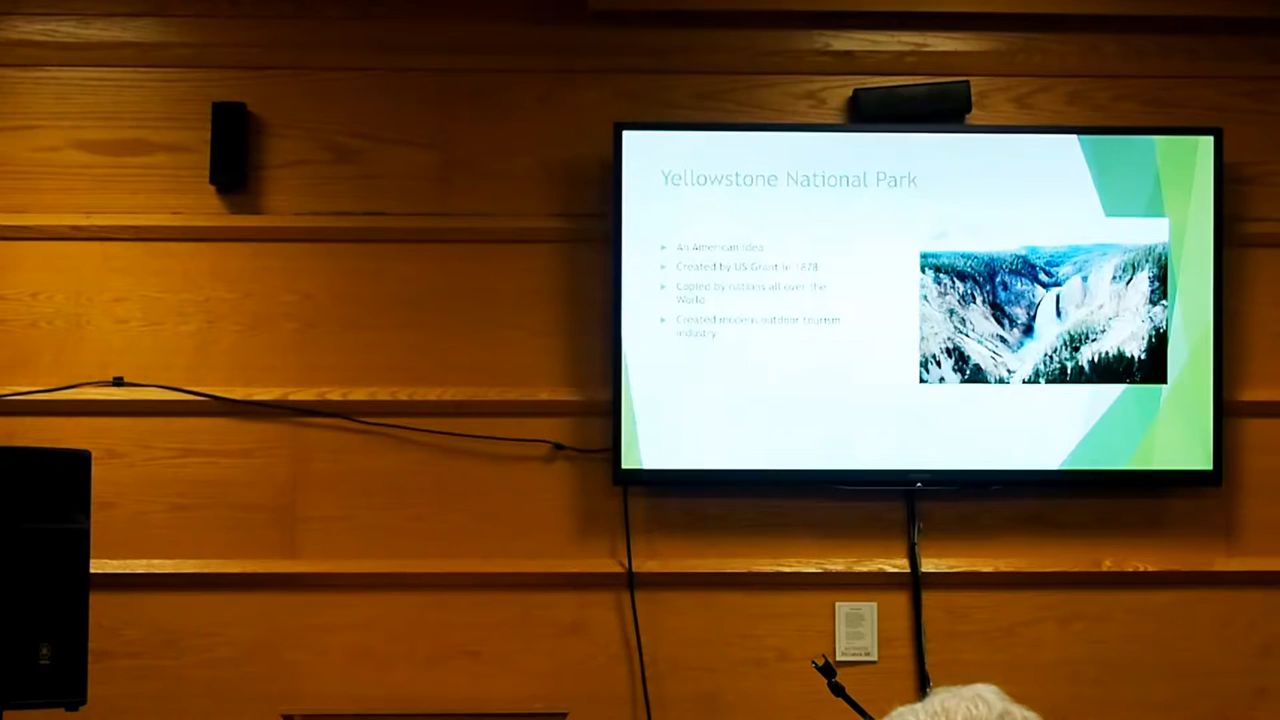 Yellowstone National Park
An American Idea
Created by US Grant in 1878
Copied by nations all over the
World
Created modern outdoor tourism
industry